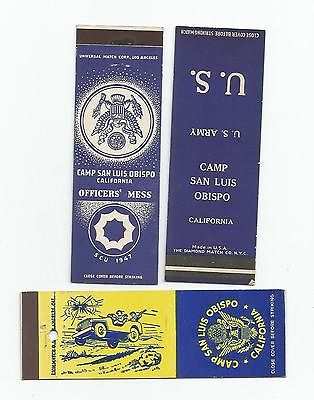 UNIVERSAL MATCH CORP., LOS ANGELES
CAMP SAN LUIS OBISPO
CALIFORNIA
OFFICERS' MESS
SCU 1947
CLOSE COVER BEFORE STRIKING
CLOSE COVER BEFORE STRIKING MATCH
U.S.
U. S. ARMY
CAMP
SAN LUIS
OBISPO
CALIFORNIA
Made in U.S.A.
THE DIAMOND MATCH CO. N.Y.C.
CAMP SAN LUIS OBISPO
CALIFORNIA
CLOSE COVER BEFORE STRIKING